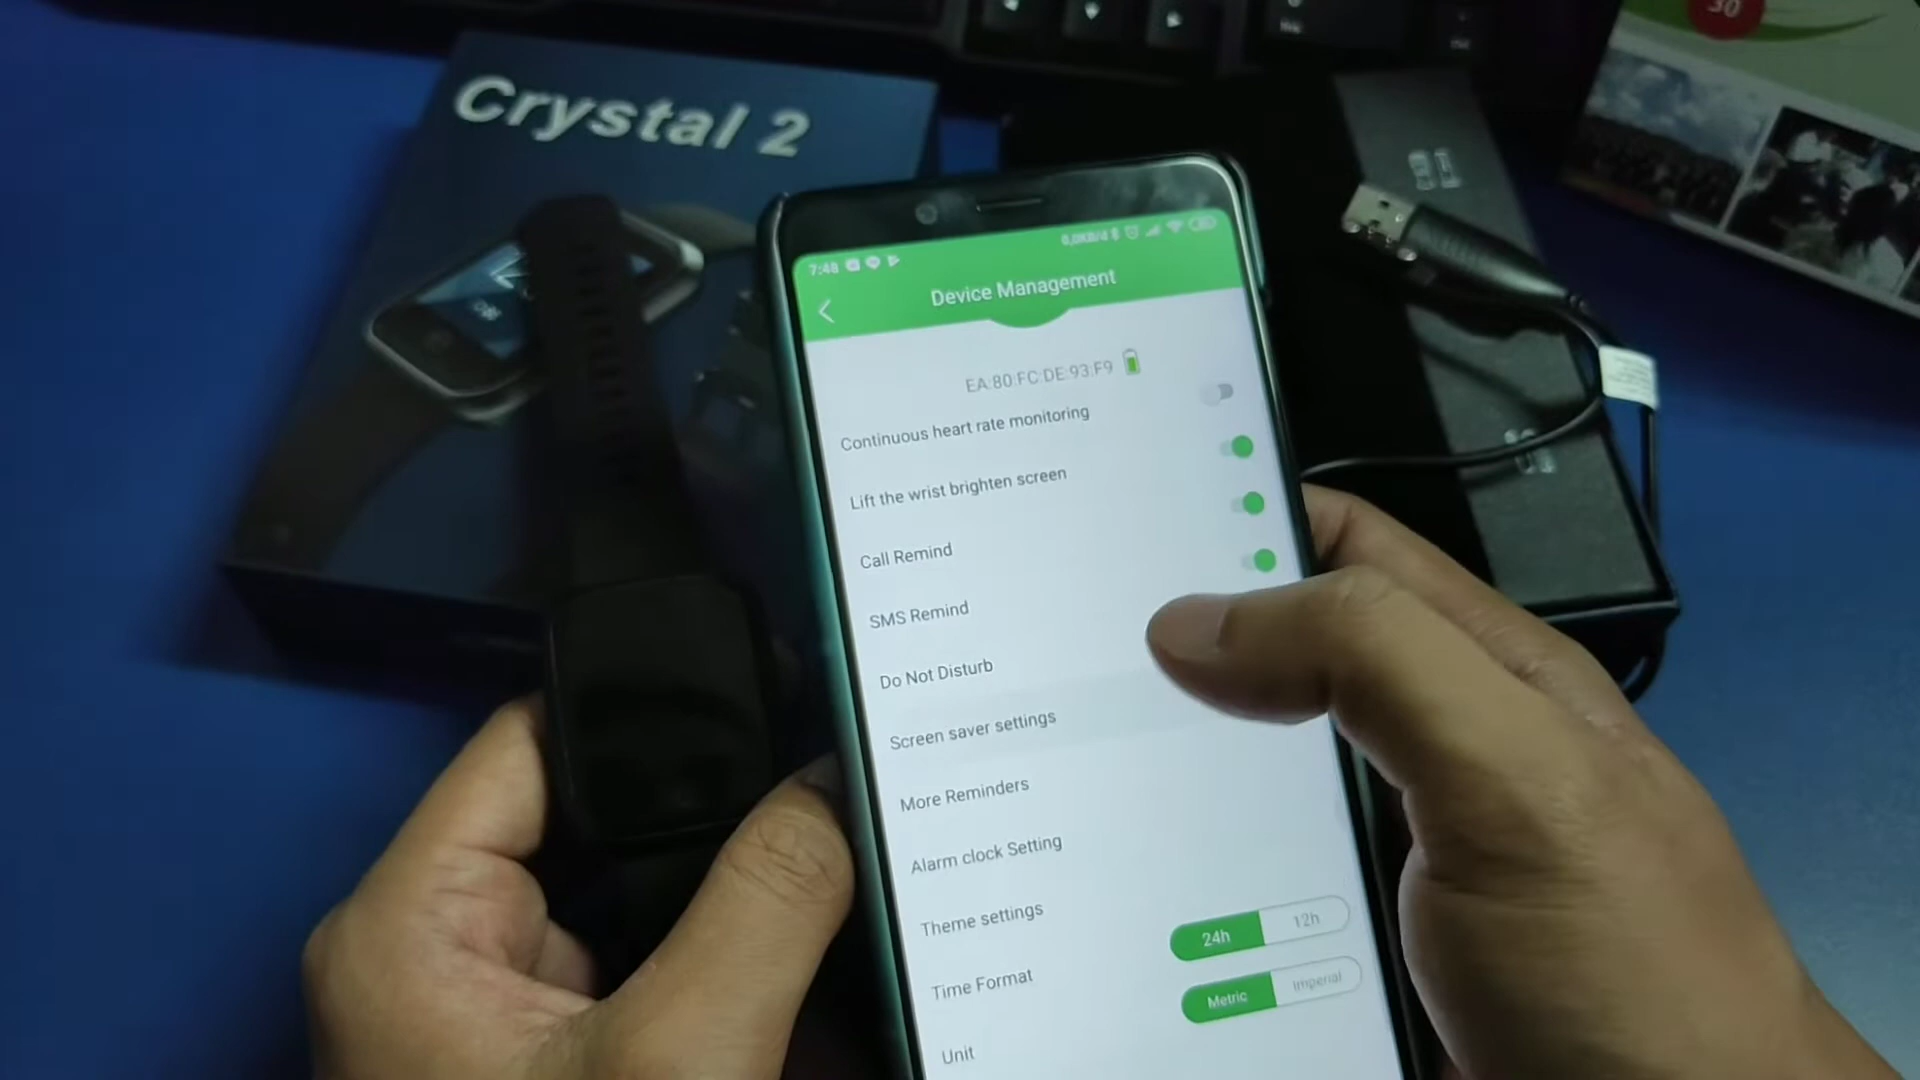 Crystal 2
30
7:48
Device Management
EA:80:FC:DE:93:F9
Continuous heart rate monitoring
Lift the wrist brighten screen
Call Remind
SMS Remind
Do Not Disturb
Screen saver settings
More Reminders
Alarm clock Setting
Theme settings
Time Format
24h
12h
Unit
Metric
Imperial